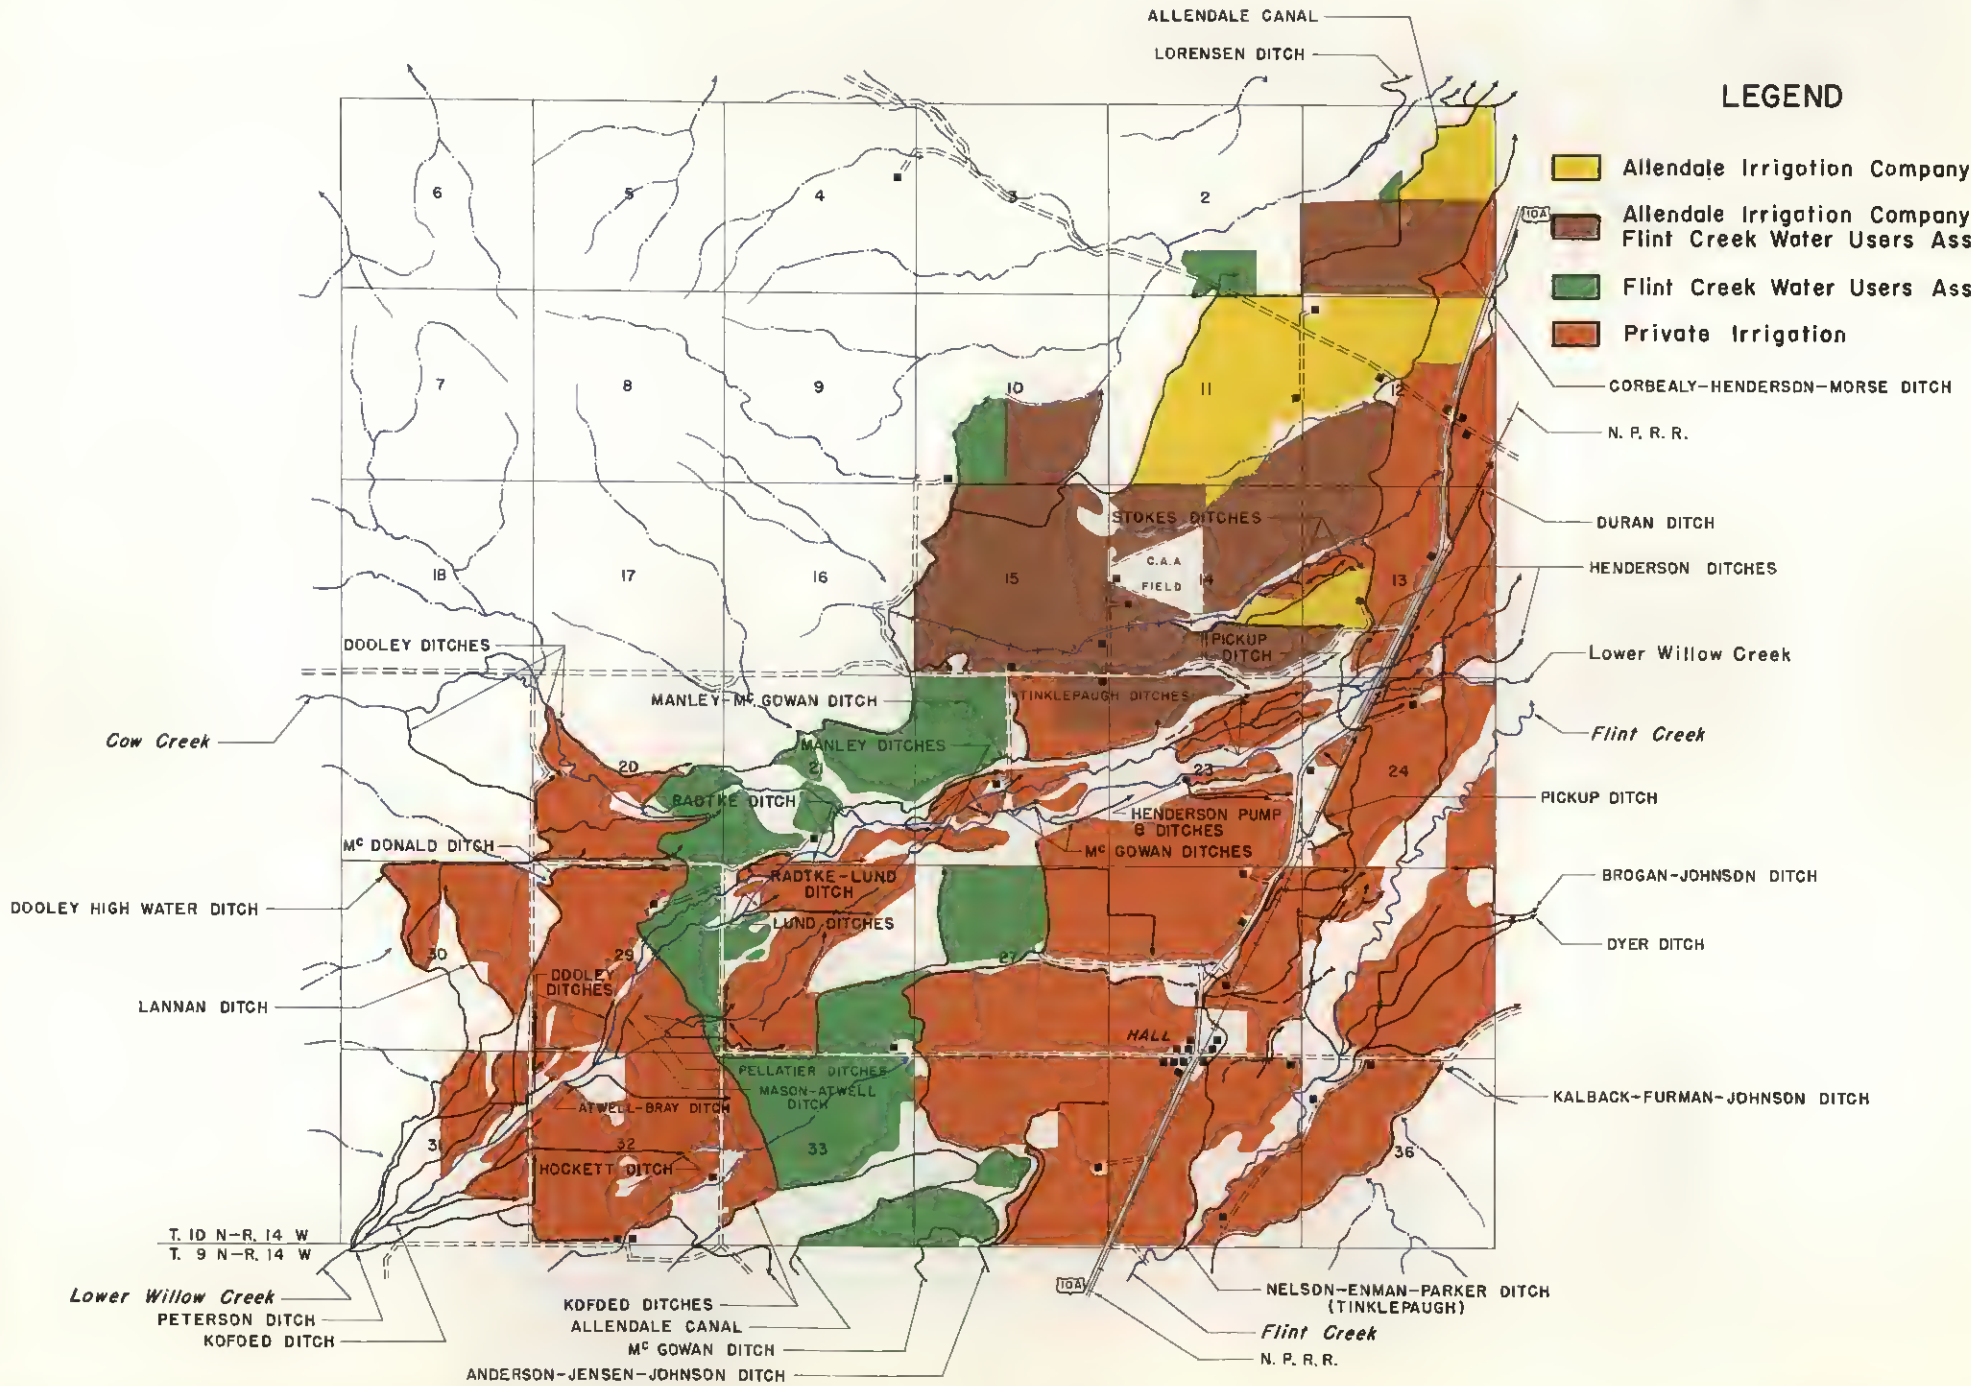 ALLENDALE CANAL
LORENSEN DITCH
LEGEND
Allendale Irrigation Company
Allendale Irrigation Company
Flint Creek Water Users Ass
Flint Creek Water Users Ass
Private Irrigation
10A
6
5
4
3
2
7
8
9
10
11
12
CORBEALY-HENDERSON-MORSE DITCH
N. P. R. R.
STOKES DITCHES
DURAN DITCH
18
17
16
15
C.A.A
FIELD
14
13
HENDERSON DITCHES
DOOLEY DITCHES
PICKUP
DITCH
Lower Willow Creek
MANLEY-Mc GOWAN DITCH
TINKLEPAUGH DITCHES
Cow Creek
MANLEY DITCHES
Flint Creek
20
21
23
24
RADTKE DITCH
PICKUP DITCH
HENDERSON PUMP
& DITCHES
Mc DONALD DITCH
Mc GOWAN DITCHES
RADTKE-LUND
DITCH
BROGAN-JOHNSON DITCH
DOOLEY HIGH WATER DITCH
LUND DITCHES
DYER DITCH
30
29
27
DOOLEY
DITCHES
LANNAN DITCH
HALL
PELLATIER DITCHES
MASON-ATWELL
DITCH
ATWELL-BRAY DITCH
KALBACK-FURMAN-JOHNSON DITCH
31
32
33
36
HOCKETT DITCH
T. 10 N-R. 14 W
T. 9 N-R. 14 W
10A
Lower Willow Creek
PETERSON DITCH
KOFOED DITCH
KOFOED DITCHES
ALLENDALE CANAL
Mc GOWAN DITCH
ANDERSON-JENSEN-JOHNSON DITCH
NELSON-ENMAN-PARKER DITCH
(TINKLEPAUGH)
Flint Creek
N. P. R. R.